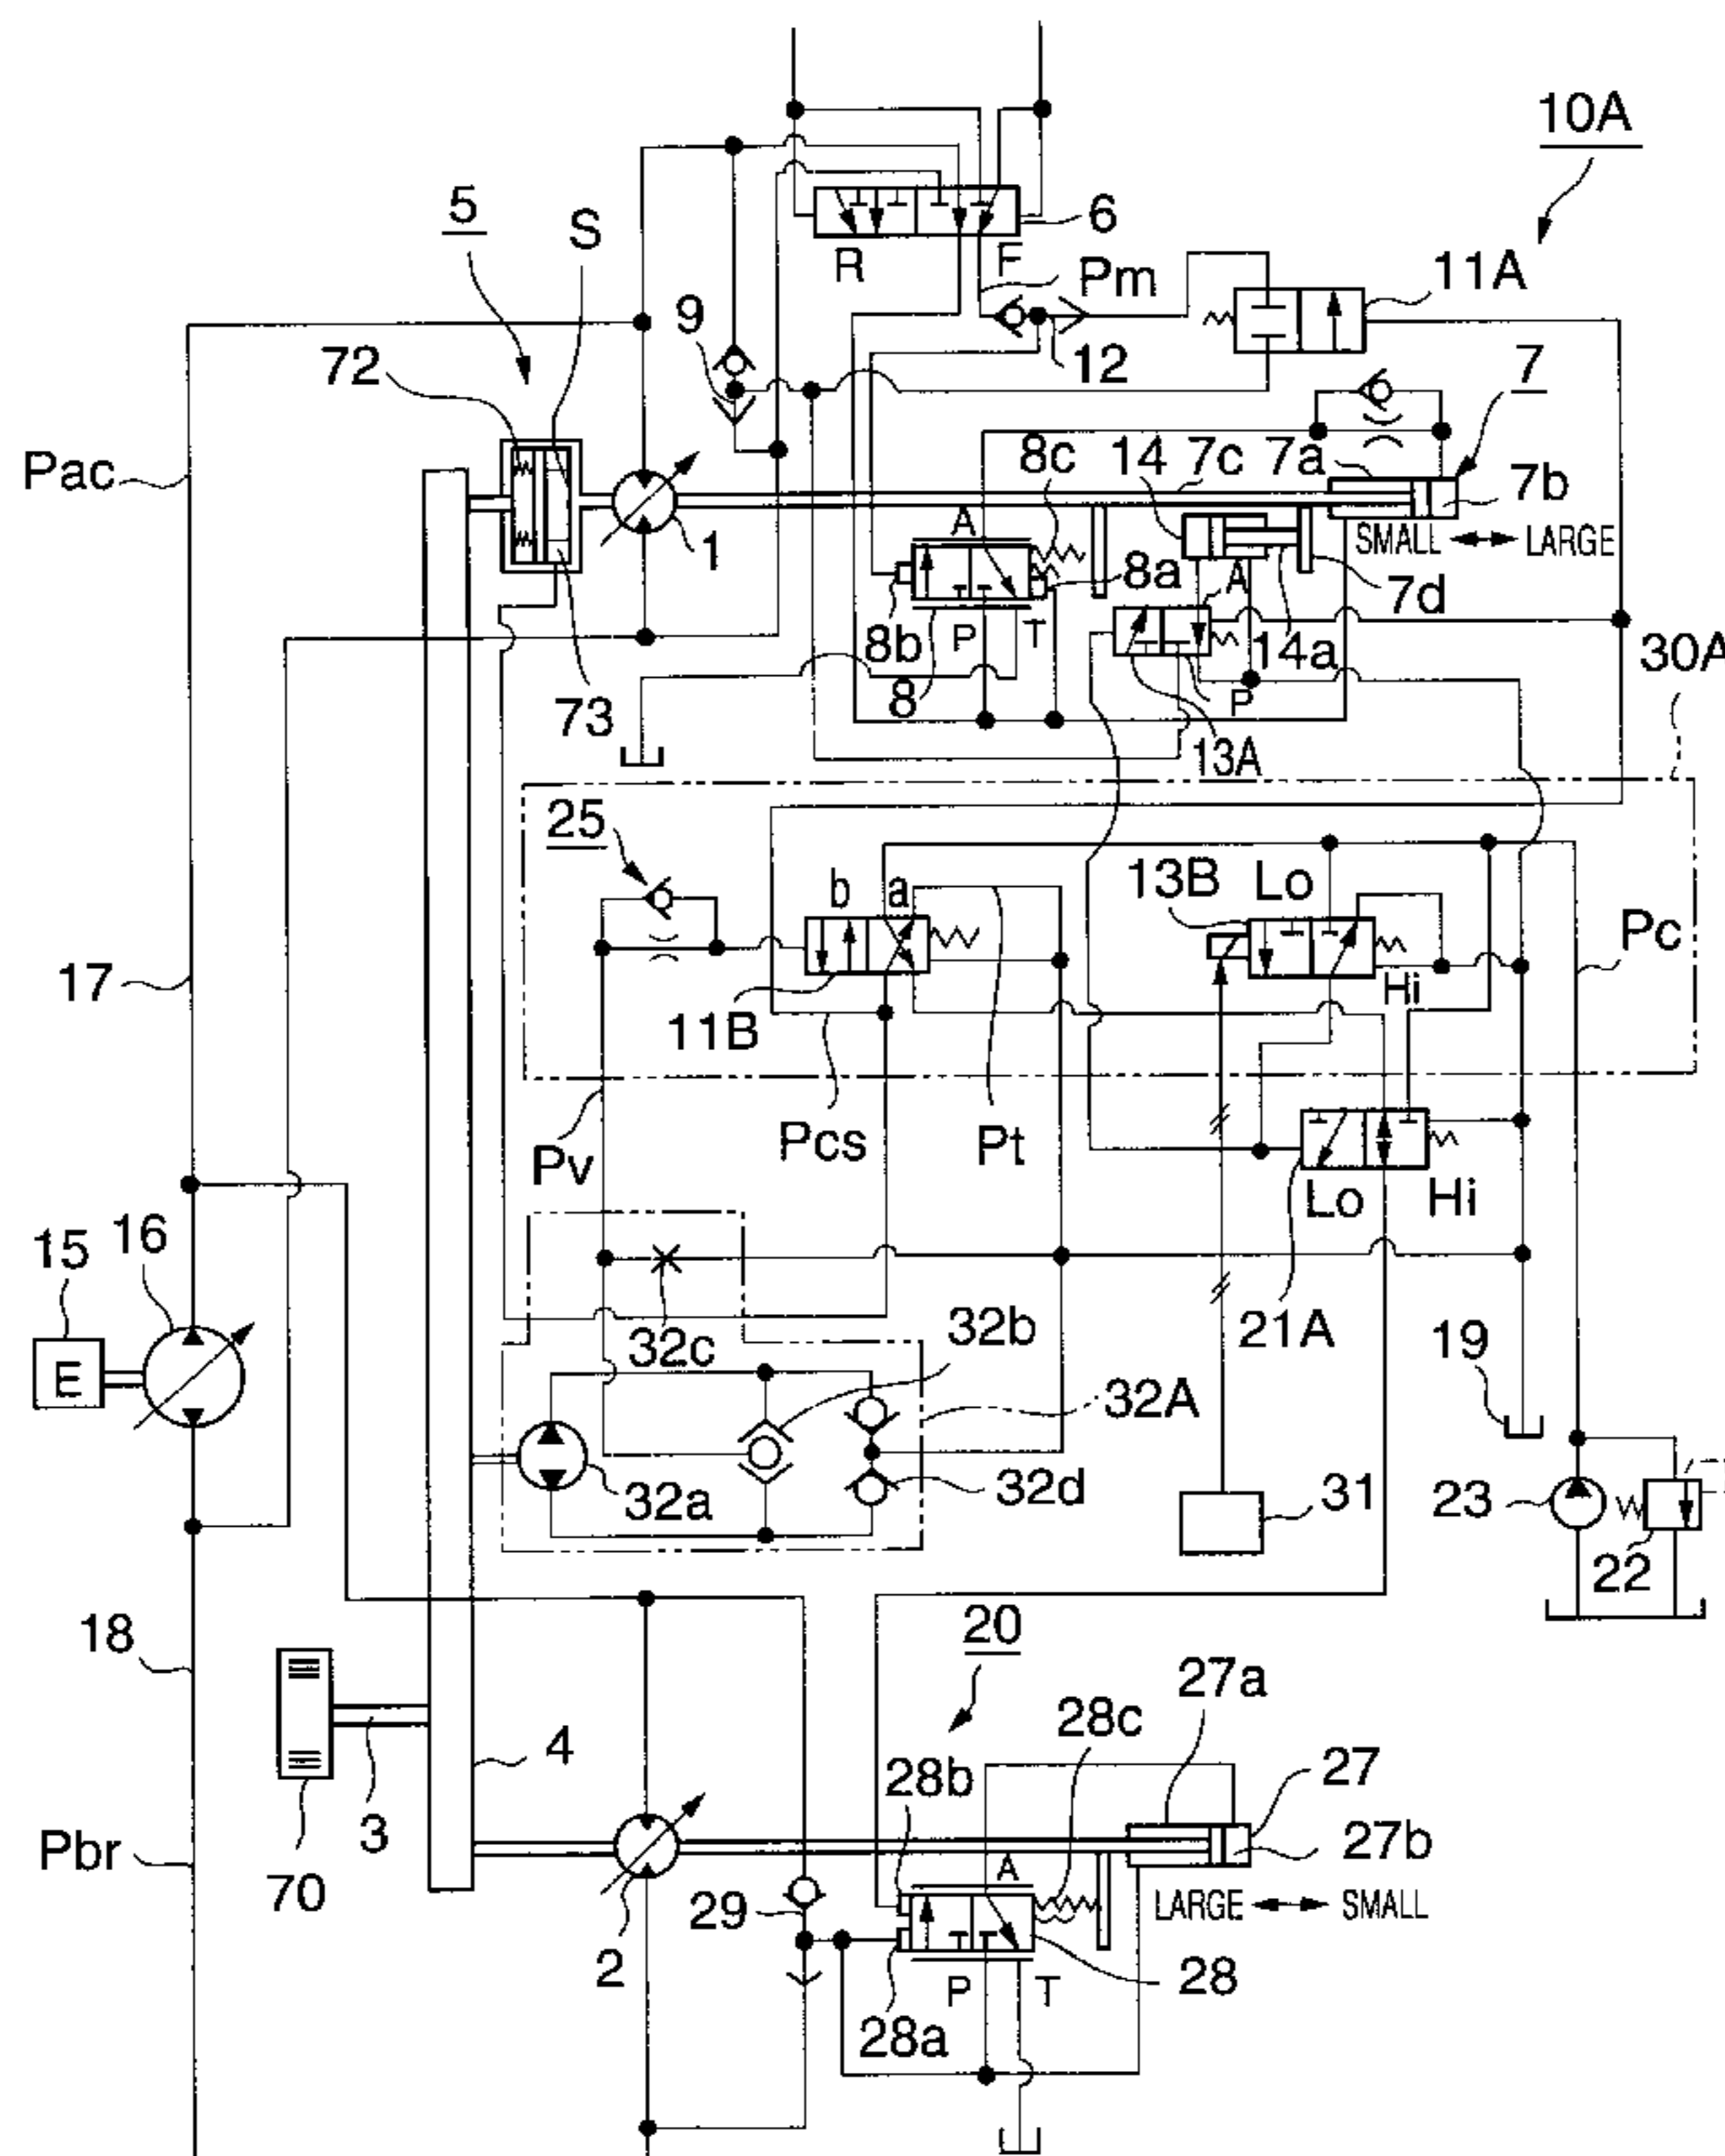 10A
5
S
6
R
F
Pm
11A
9
12
7
72
Pac
8c
14
7c
7a
7b
1
A
SMALL LARGE
8a
A
7d
8b
P
T
14a
30A
8
P
73
13A
25
b
a
13B
Lo
Pc
17
Hi
11B
Pcs
Pt
Pv
Lo
Hi
15
16
E
32c
32b
21A
19
32A
32a
32d
31
23
22
18
20
27a
28c
4
28b
27
3
27b
Pbr
A
70
29
LARGE SMALL
2
P
T
28
28a